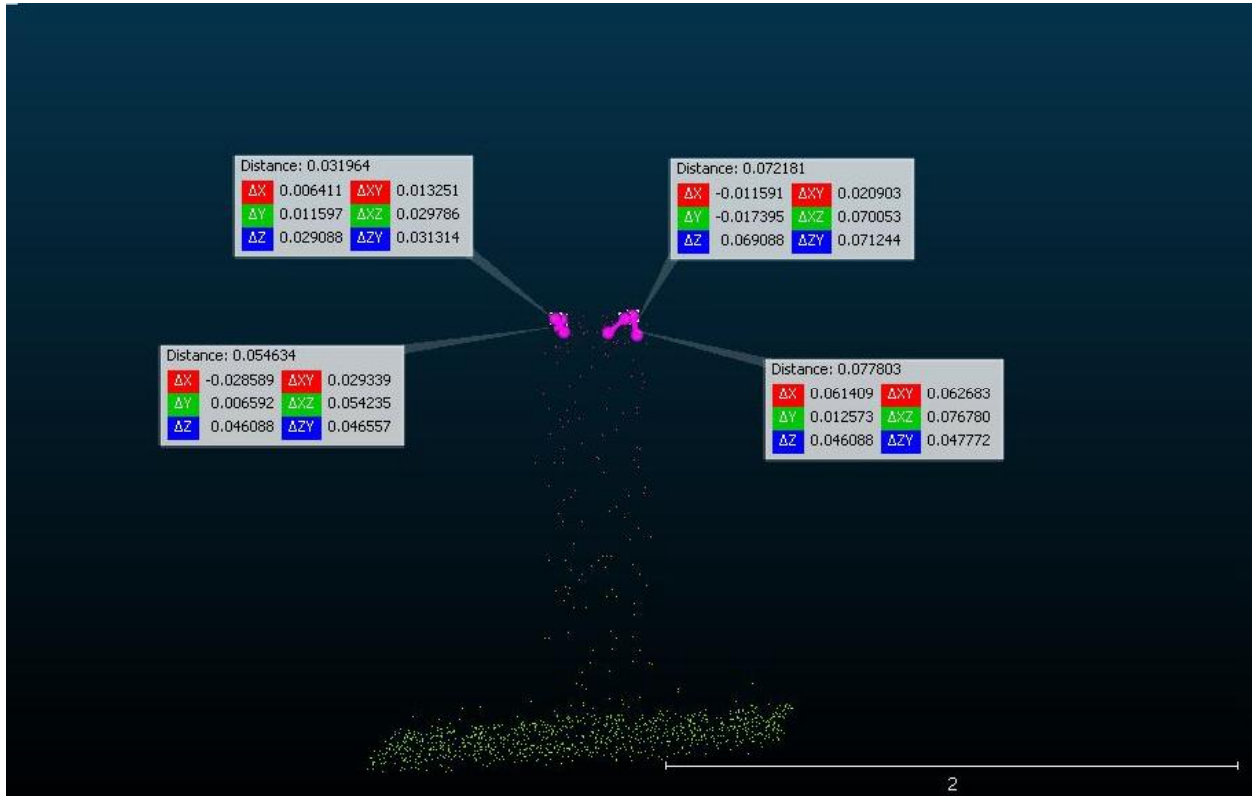 Distance: 0.031964
ΔX 0.006411 ΔXY 0.013251
ΔY 0.011597 ΔXZ 0.029786
ΔZ 0.029088 ΔZY 0.031314
Distance: 0.072181
ΔX -0.011591 ΔXY 0.020903
ΔY -0.017395 ΔXZ 0.070053
ΔZ 0.069088 ΔZY 0.071244
Distance: 0.054634
ΔX -0.028589 ΔXY 0.029339
ΔY 0.006592 ΔXZ 0.054235
ΔZ 0.046088 ΔZY 0.046557
Distance: 0.077803
ΔX 0.061409 ΔXY 0.062683
ΔY 0.012573 ΔXZ 0.076780
ΔZ 0.046088 ΔZY 0.047772
2